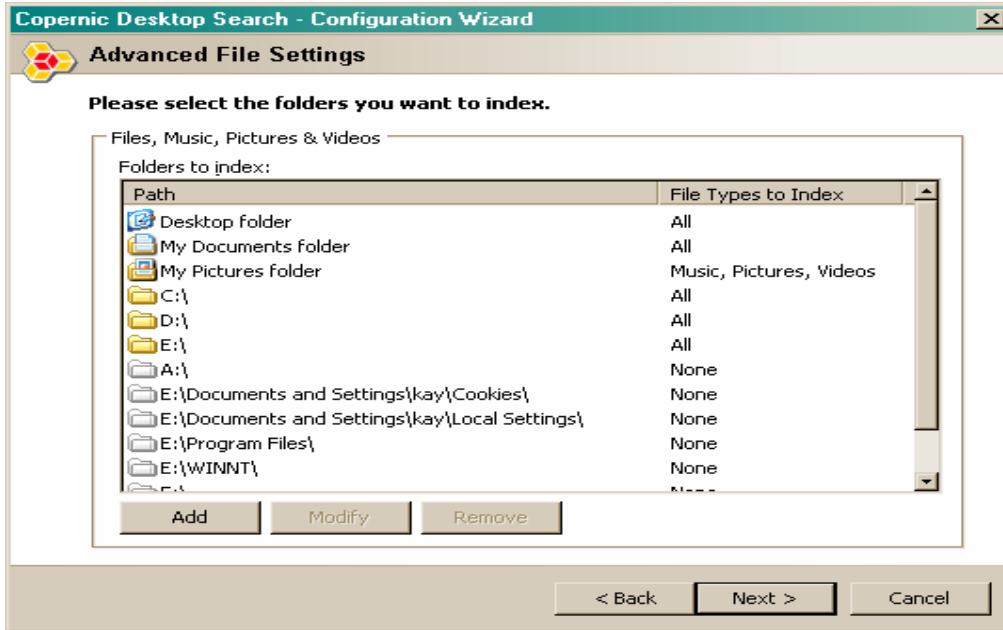 Copernic Desktop Search - Configuration Wizard
Advanced File Settings
Please select the folders you want to index.
Files, Music, Pictures & Videos
Folders to index:
Path File Types to Index
Desktop folder All
My Documents folder All
My Pictures folder Music, Pictures, Videos
C:\ All
D:\ All
E:\ All
A:\ None
E:\Documents and Settings\kay\Cookies\ None
E:\Documents and Settings\kay\Local Settings\ None
E:\Program Files\ None
E:\WINNT\ None
Add Modify Remove
< Back Next > Cancel